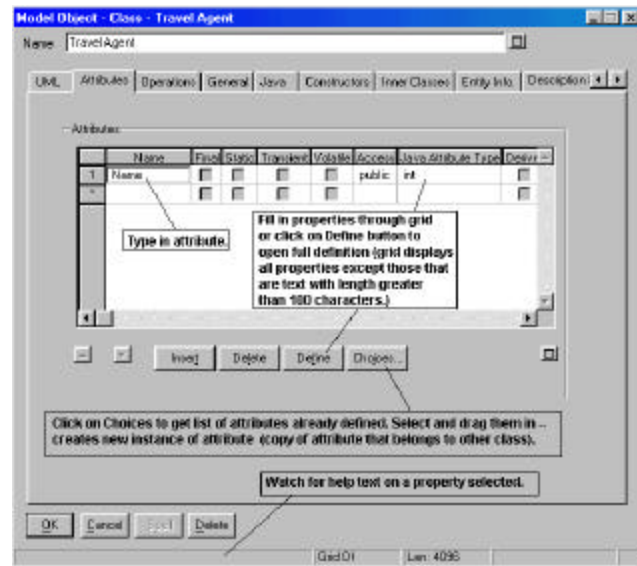 Model Object - Class - Travel Agent
Name TravelAgent
UML Attributes Operations General Java Constructors Inner Classes Entity Info. Description
Attributes
Name Final Static Transient Volatile Access Java Attribute Type
1 Name public int
*
Type in attribute.
Fill in properties through grid
or click on Define button to
open full definition (grid displays
all properties except those that
are text with length greater
than 100 characters.)
Insert Delete Define Choices...
Click on Choices to get list of attributes already defined. Select and drag them in --
creates new instance of attribute (copy of attribute that belongs to other class).
Watch for help text on a property selected.
OK Cancel Delete
Len: 4096